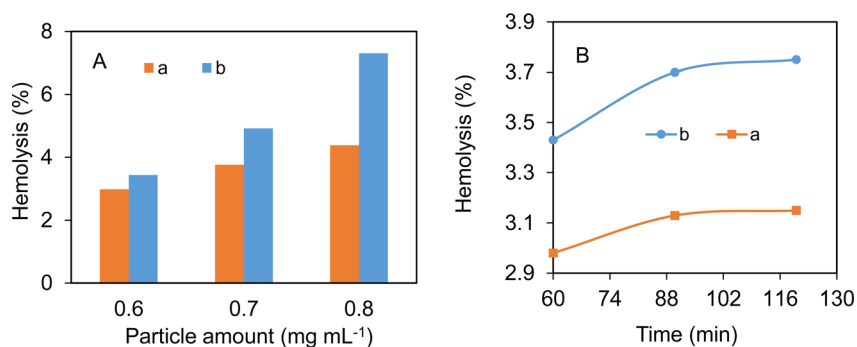 A
a b
Hemolysis (%)
8
6
4
2
0
0.6 0.7 0.8
Particle amount (mg mL⁻¹)
B
b a
Hemolysis (%)
3.9
3.7
3.5
3.3
3.1
2.9
60 74 88 102 116 130
Time (min)